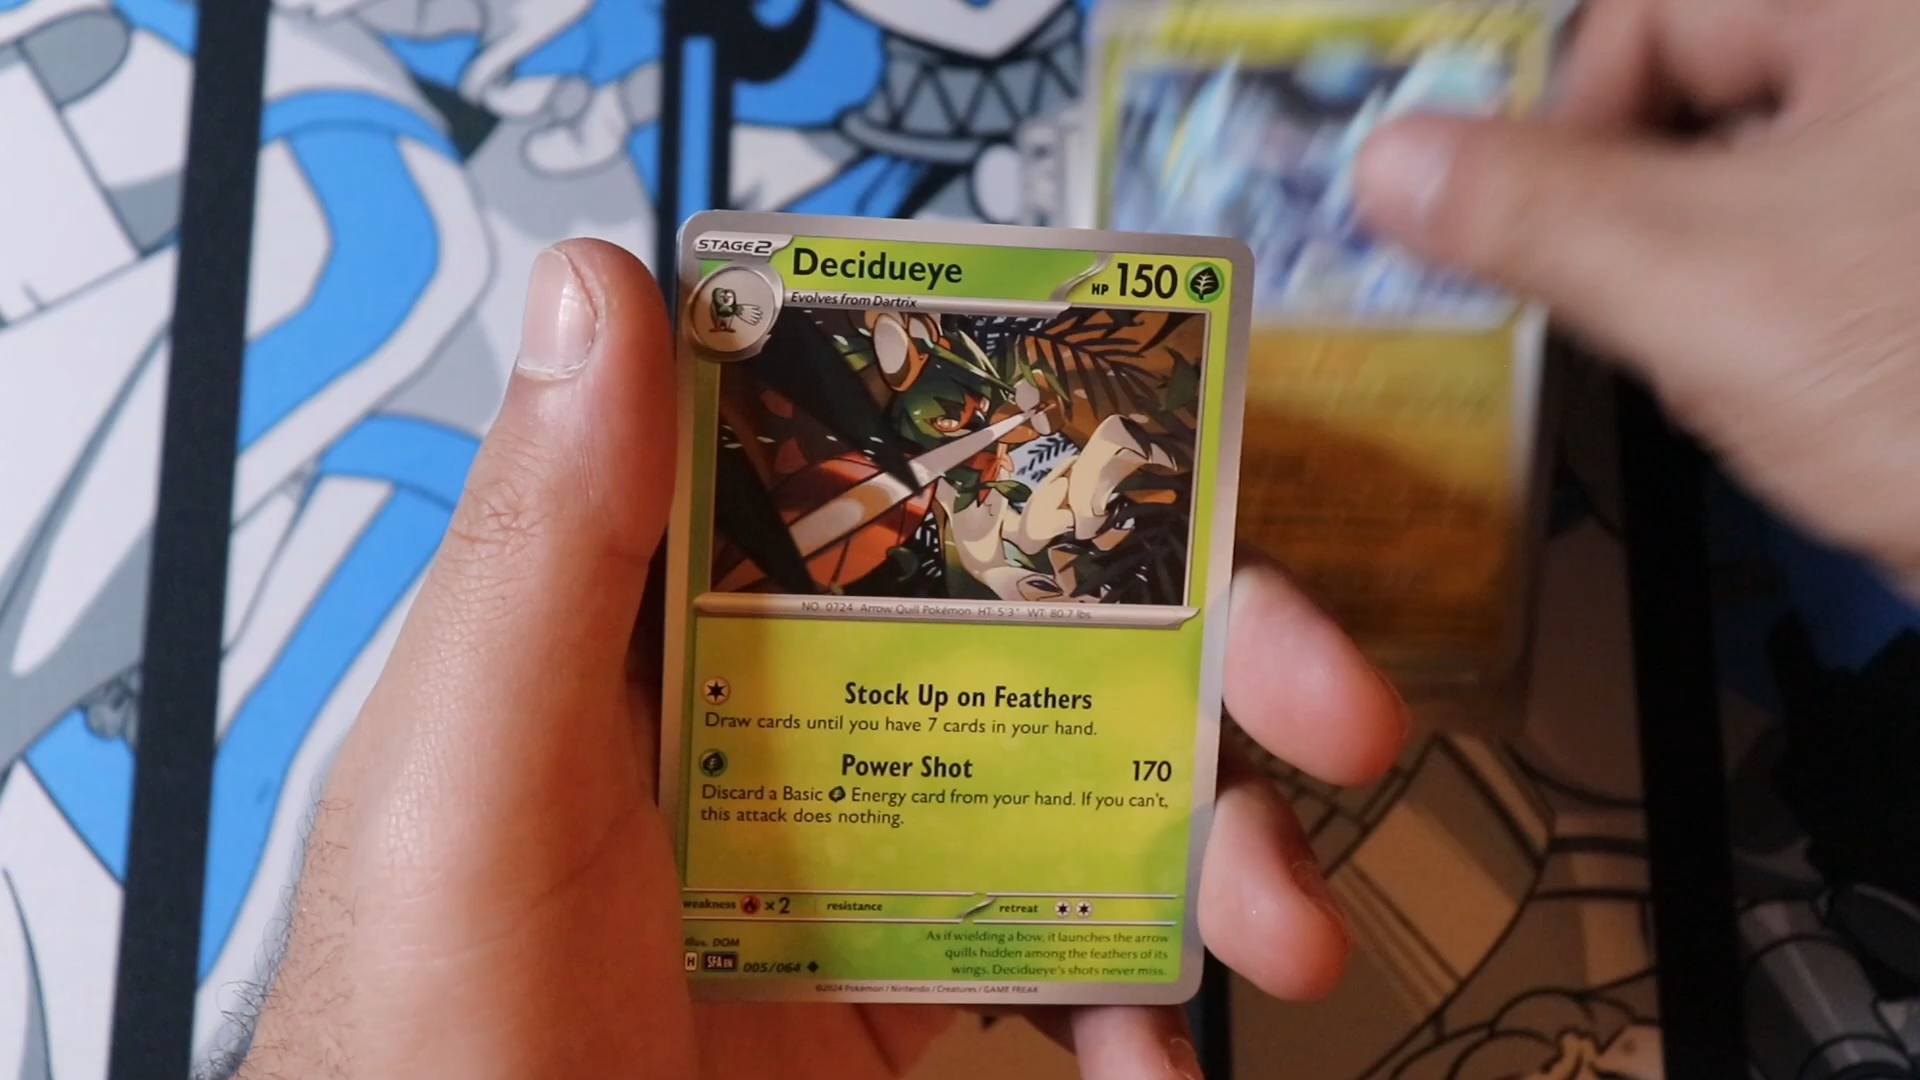 STAGE2
Decidueye
HP 150
Evolves from Dartrix
NO. 0724 Arrow Quill Pokémon HT: 5'3" WT: 80.7 lbs.
Stock Up on Feathers
Draw cards until you have 7 cards in your hand.
Power Shot 170
Discard a Basic Energy card from your hand. If you can't,
this attack does nothing.
weakness ×2 resistance retreat
Illus. DOM
H SFA EN 005/064
As if wielding a bow, it launches the arrow
quills hidden among the feathers of its
wings. Decidueye's shots never miss.
©2024 Pokémon / Nintendo / Creatures / GAME FREAK